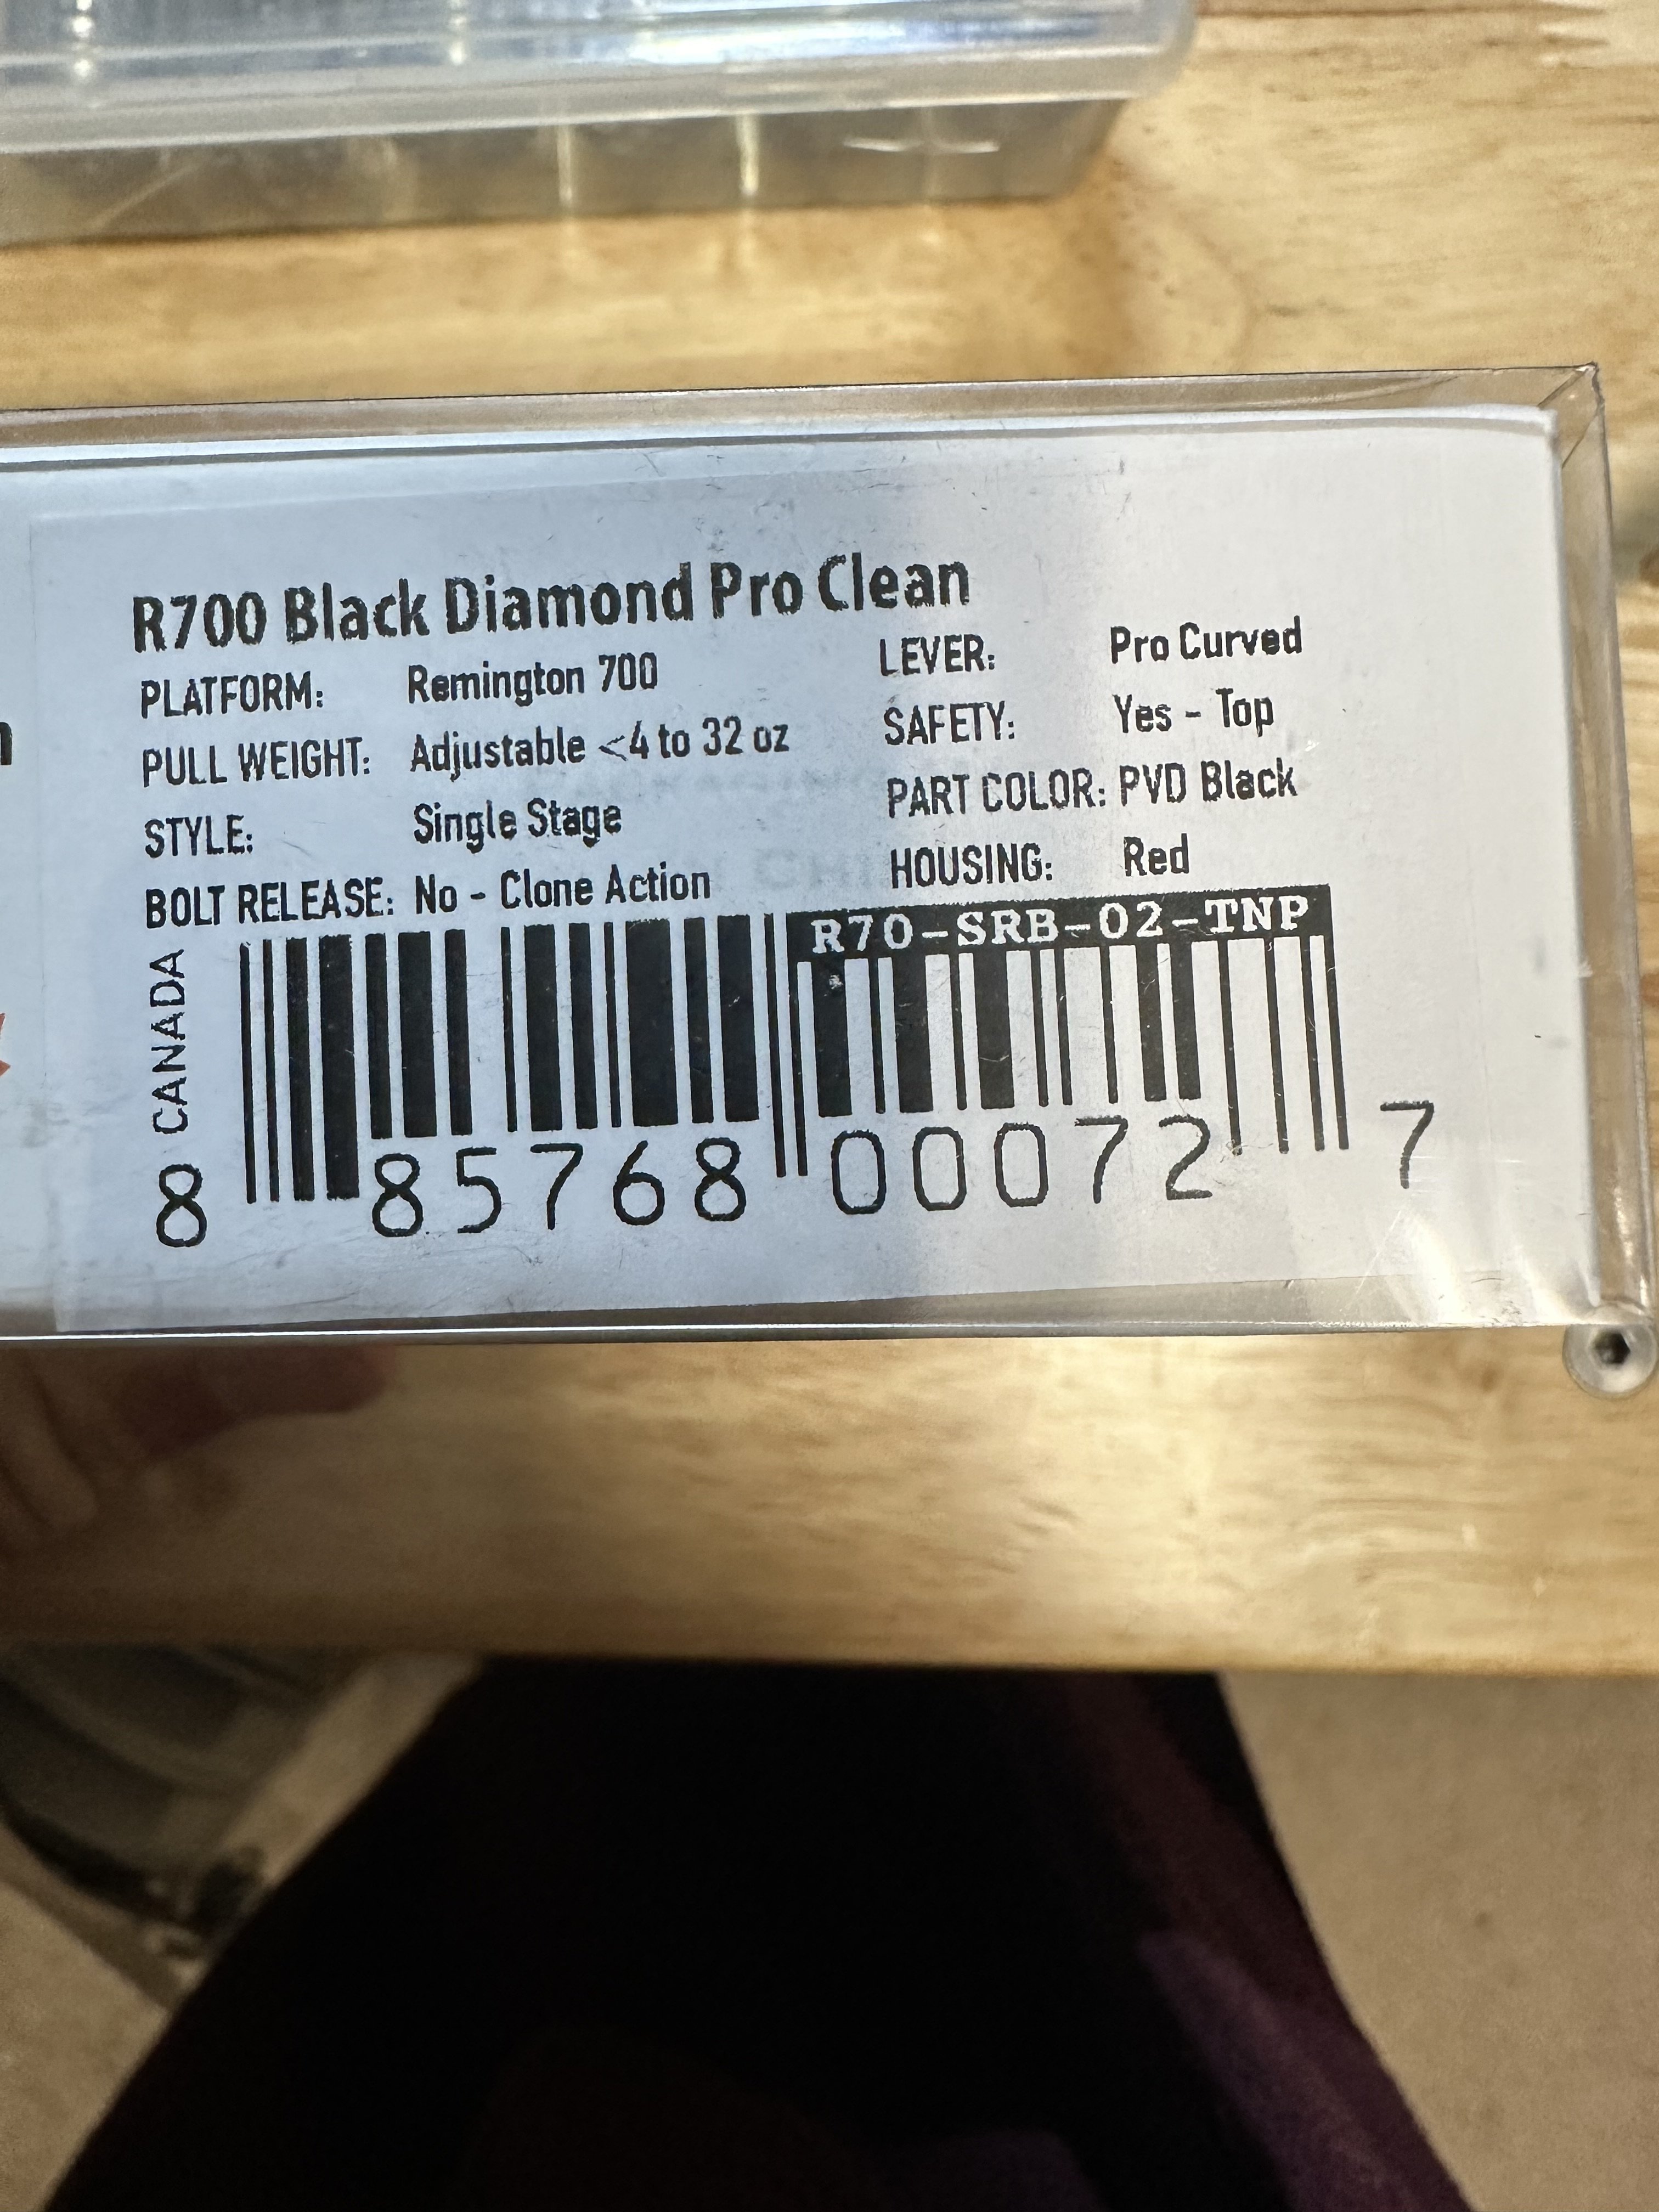 R700 Black Diamond Pro Clean
PLATFORM: Remington 700
PULL WEIGHT: Adjustable <4 to 32 oz
STYLE: Single Stage
BOLT RELEASE: No - Clone Action
LEVER: Pro Curved
SAFETY: Yes - Top
PART COLOR: PVD Black
HOUSING: Red
R70-SRB-02-TNP
CANADA
8 85768 00072 7